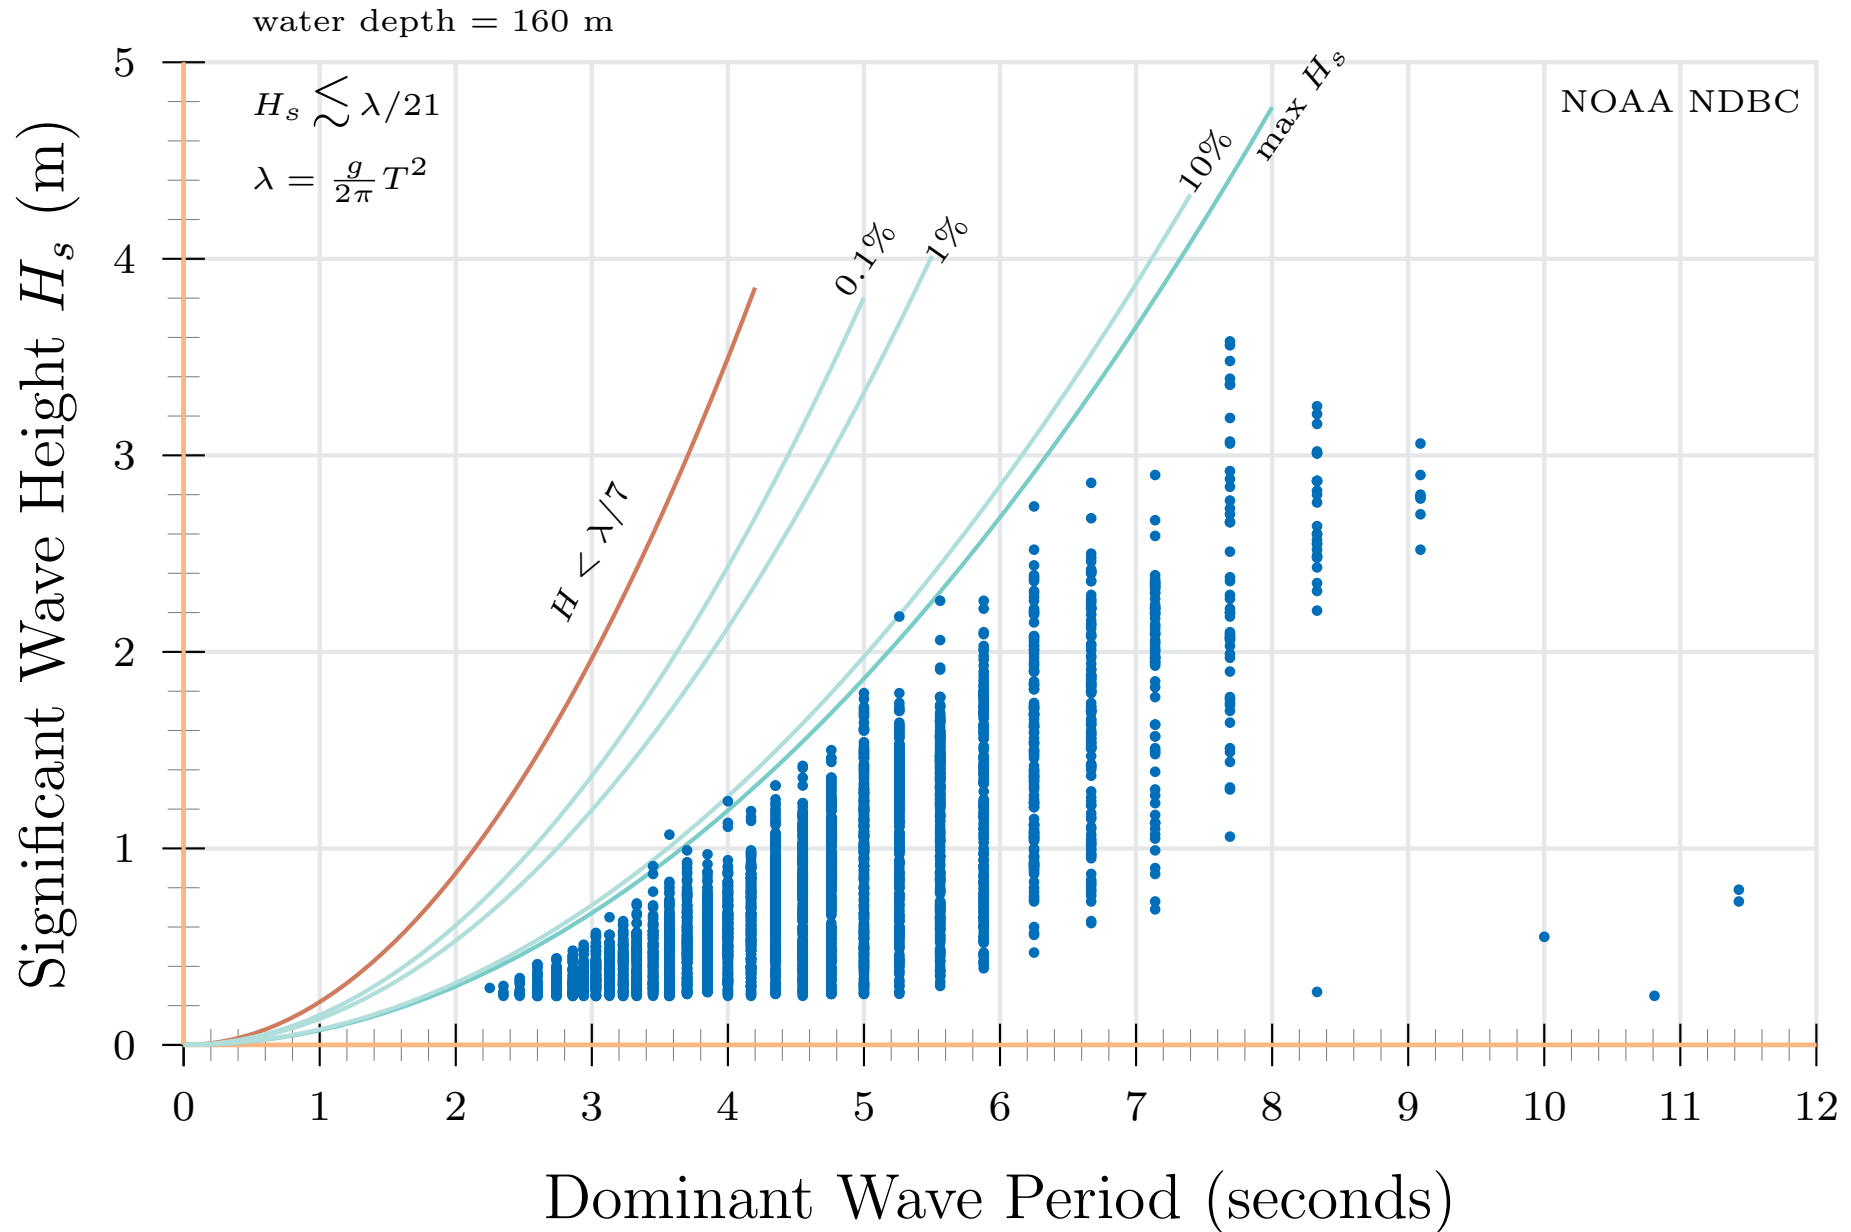 water depth = 160 m
H_s ≲ λ/21
λ = g/2π T²
NOAA NDBC
max H_s
10%
1%
0.1%
H < λ/7
Significant Wave Height H_s (m)
5
4
3
2
1
0
0 1 2 3 4 5 6 7 8 9 10 11 12
Dominant Wave Period (seconds)